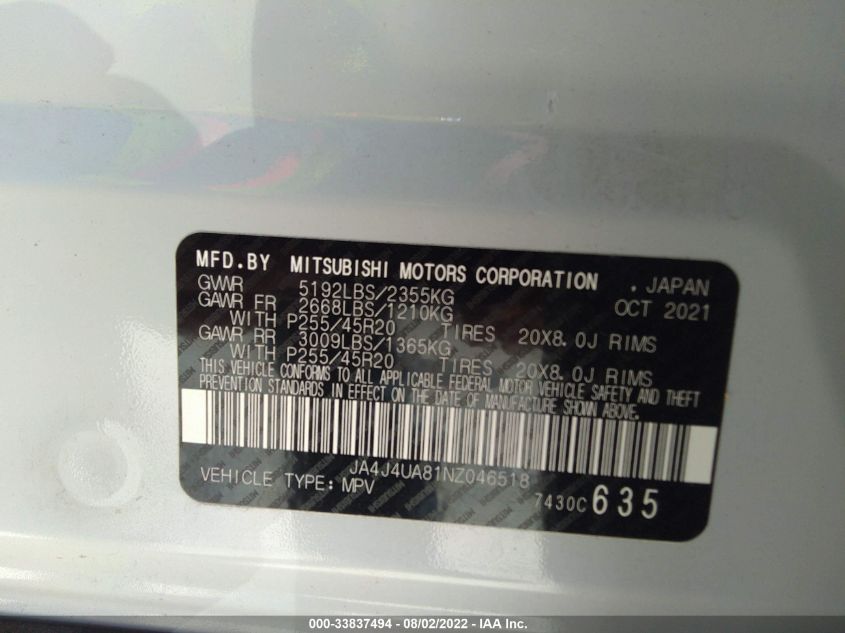 MFD.BY MITSUBISHI MOTORS CORPORATION . JAPAN
GVWR 5192LBS/2355KG OCT 2021
GAWR FR 2668LBS/1210KG
WITH P255/45R20 TIRES 20X8.0J RIMS
GAWR RR 3009LBS/1365KG
WITH P255/45R20 TIRES 20X8.0J RIMS
THIS VEHICLE CONFORMS TO ALL APPLICABLE FEDERAL MOTOR VEHICLE SAFETY AND THEFT
PREVENTION STANDARDS IN EFFECT ON THE DATE OF MANUFACTURE SHOWN ABOVE.
JA4J4UA81NZ046518
VEHICLE TYPE: MPV
7430C 635
000-33837494 - 08/02/2022 - IAA Inc.